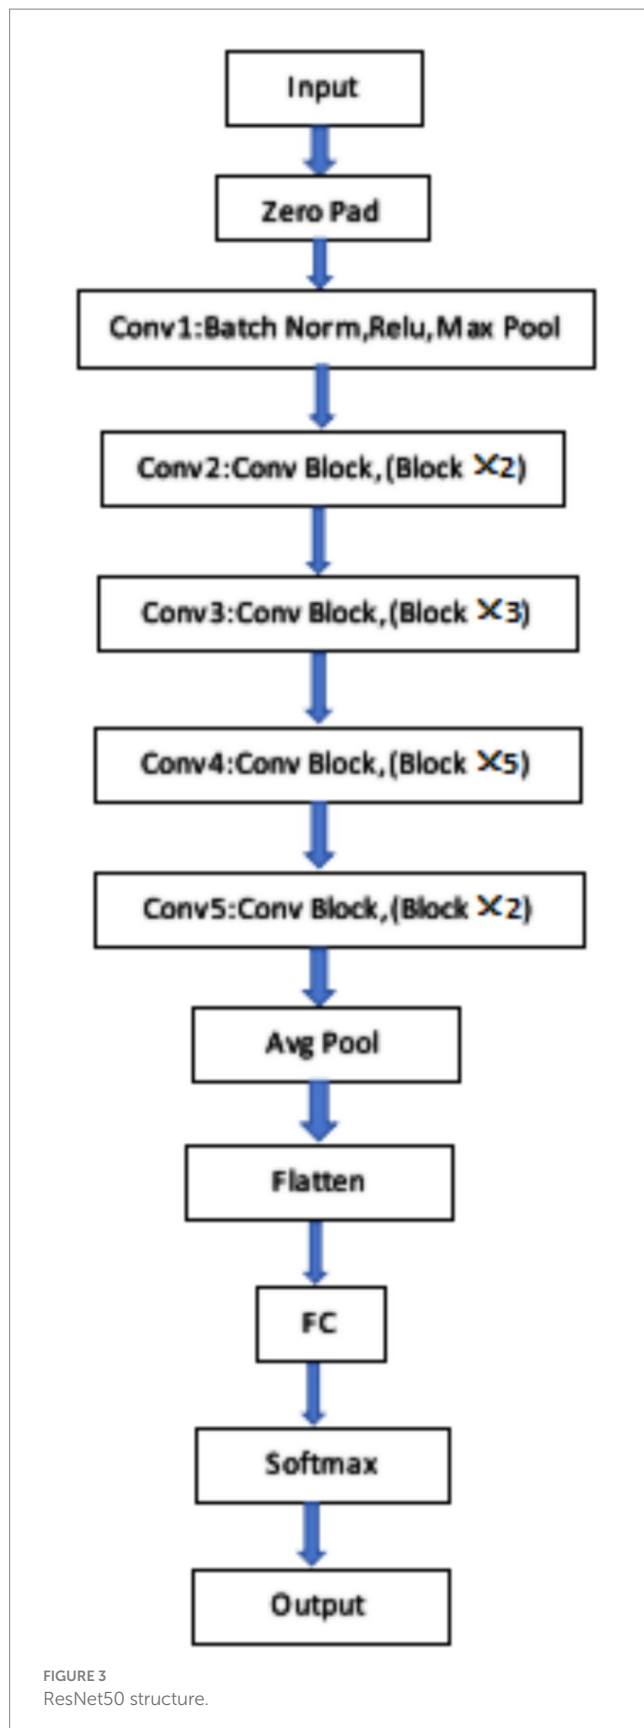 Input
Zero Pad
Conv1:Batch Norm,Relu,Max Pool
Conv2:Conv Block,(Block ×2)
Conv3:Conv Block,(Block ×3)
Conv4:Conv Block,(Block ×5)
Conv5:Conv Block,(Block ×2)
Avg Pool
Flatten
FC
Softmax
Output
FIGURE 3
ResNet50 structure.